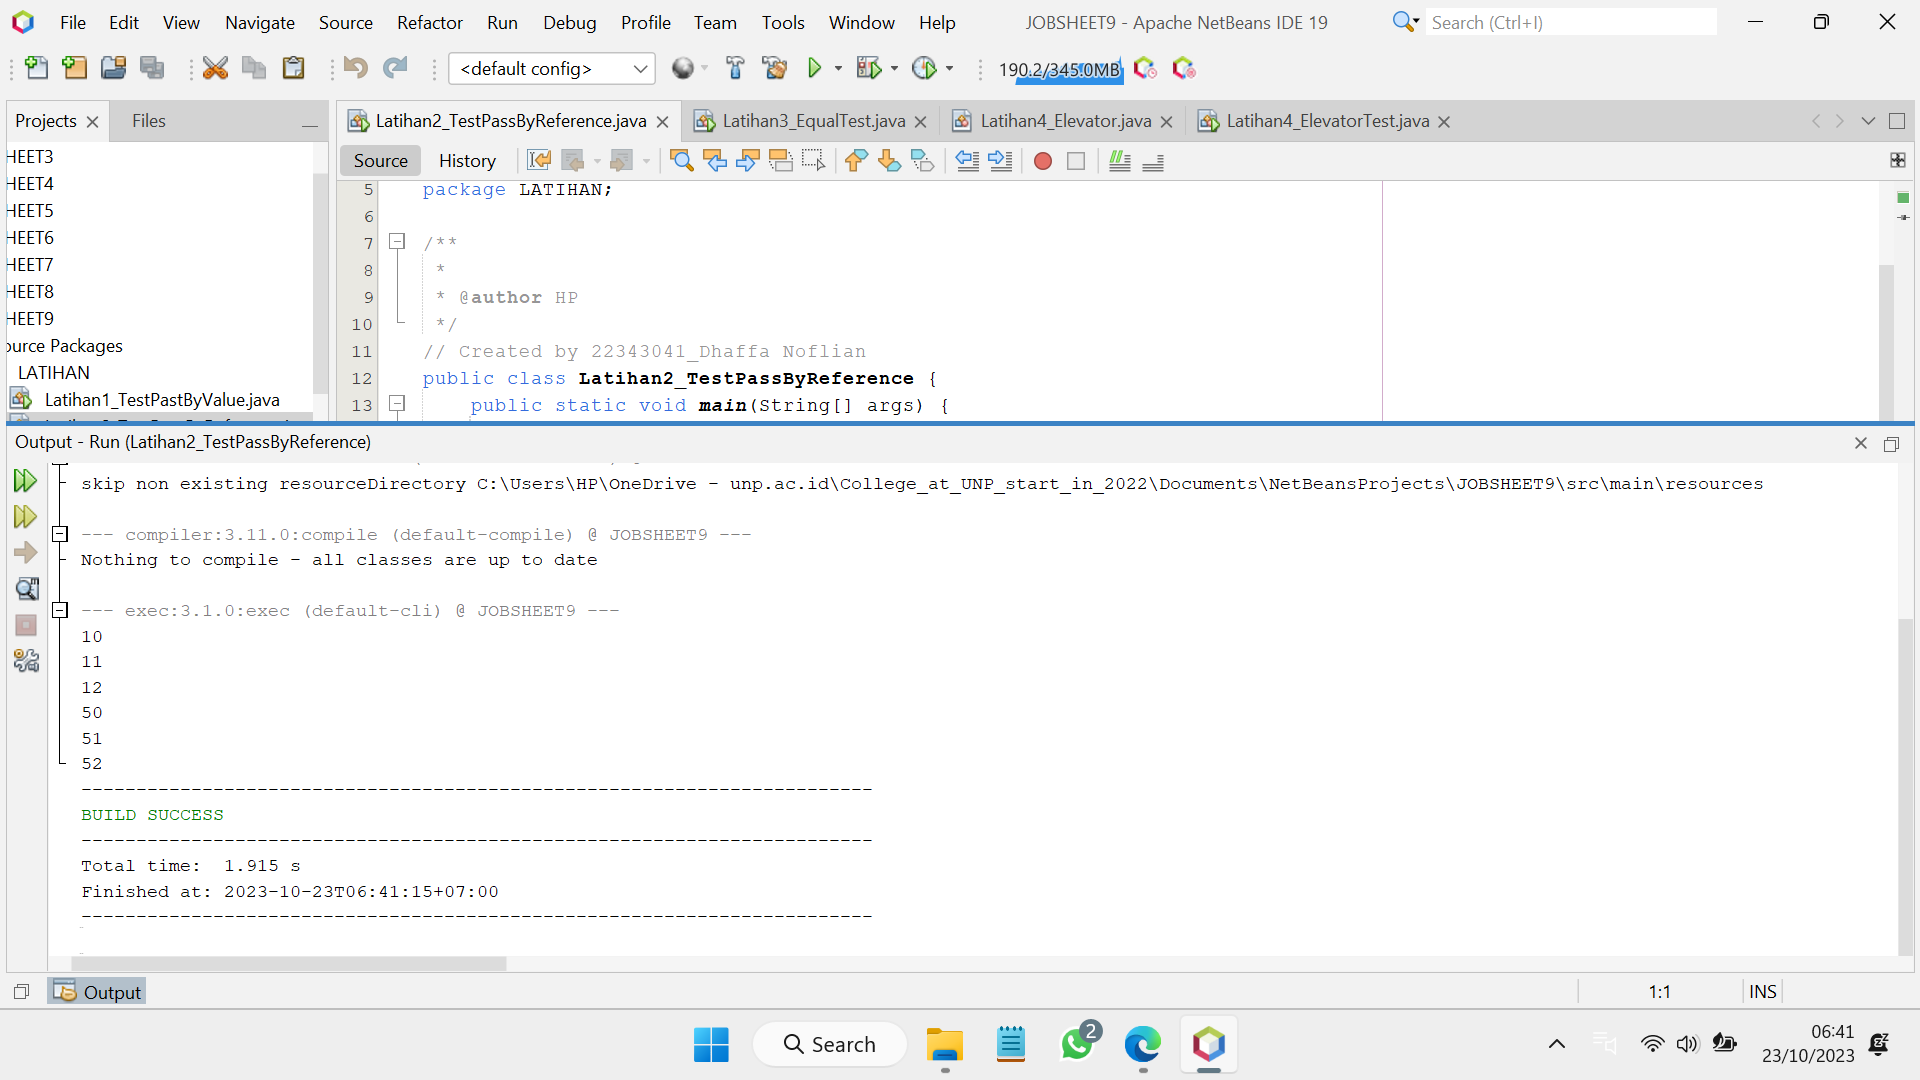 File Edit View Navigate Source Refactor Run Debug Profile Team Tools Window Help JOBSHEET9 - Apache NetBeans IDE 19 Search (Ctrl+I)
<default config> 190.2/345.0MB
Projects Files Latihan2_TestPassByReference.java Latihan3_EqualTest.java Latihan4_Elevator.java Latihan4_ElevatorTest.java
Source History
HEET3
HEET4
HEET5
HEET6
HEET7
HEET8
HEET9
ource Packages
LATIHAN
Latihan1_TestPastByValue.java
5 package LATIHAN;
6
7 /**
8 *
9 * @author HP
10 */
11 // Created by 22343041_Dhaffa Noflian
12 public class Latihan2_TestPassByReference {
13 public static void main(String[] args) {
Output - Run (Latihan2_TestPassByReference)
skip non existing resourceDirectory C:\Users\HP\OneDrive - unp.ac.id\College_at_UNP_start_in_2022\Documents\NetBeansProjects\JOBSHEET9\src\main\resources
--- compiler:3.11.0:compile (default-compile) @ JOBSHEET9 ---
Nothing to compile - all classes are up to date
--- exec:3.1.0:exec (default-cli) @ JOBSHEET9 ---
10
11
12
50
51
52
------------------------------------------------------------------------
BUILD SUCCESS
------------------------------------------------------------------------
Total time:  1.915 s
Finished at: 2023-10-23T06:41:15+07:00
------------------------------------------------------------------------
Output 1:1 INS
Search 2 06:41
23/10/2023